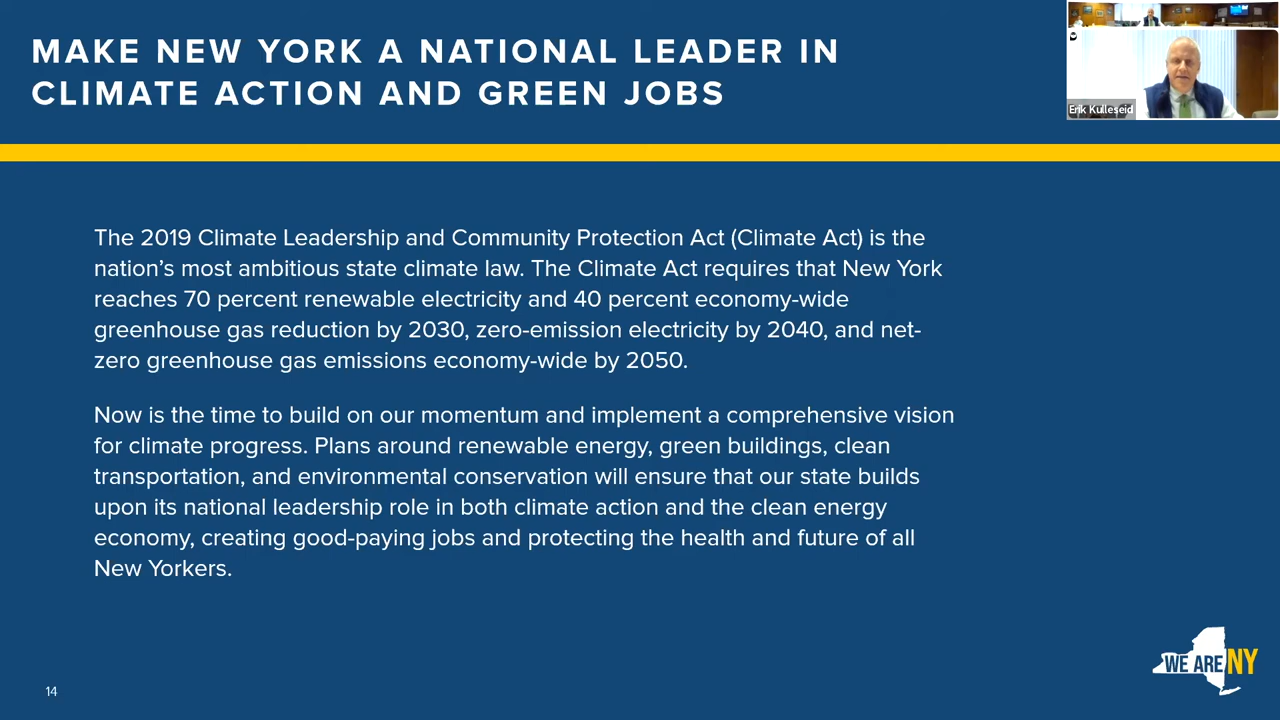 MAKE NEW YORK A NATIONAL LEADER IN
CLIMATE ACTION AND GREEN JOBS
Erik Kulleseid
The 2019 Climate Leadership and Community Protection Act (Climate Act) is the
nation's most ambitious state climate law. The Climate Act requires that New York
reaches 70 percent renewable electricity and 40 percent economy-wide
greenhouse gas reduction by 2030, zero-emission electricity by 2040, and net-
zero greenhouse gas emissions economy-wide by 2050.
Now is the time to build on our momentum and implement a comprehensive vision
for climate progress. Plans around renewable energy, green buildings, clean
transportation, and environmental conservation will ensure that our state builds
upon its national leadership role in both climate action and the clean energy
economy, creating good-paying jobs and protecting the health and future of all
New Yorkers.
WE ARE NY
14